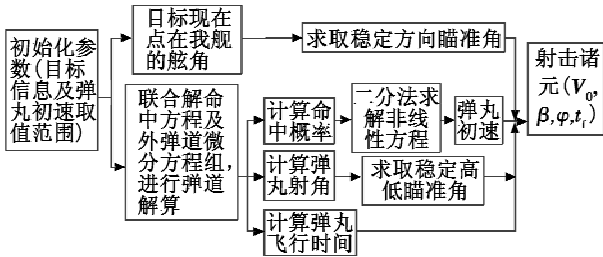 初始化参
数(目标
信息及弹
丸初速取
值范围)
目标现在
点在我舰
的舷角
求取稳定方向瞄准角
联合解命
中方程及
外弹道微
分方程组,
进行弹道
解算
计算命
中概率
二分法求
解非线
性方程
弹丸
初速
计算弹
丸射角
求取稳定高
低瞄准角
计算弹丸
飞行时间
射击诸
元(V₀,
β,φ,tf)